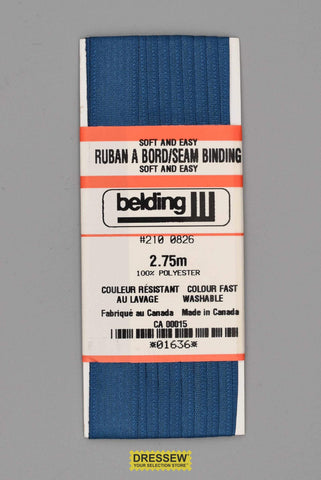 SOFT AND EASY
RUBAN A BORD/SEAM BINDING
SOFT AND EASY
belding
#210 0826
2.75m
100% POLYESTER
COULEUR RÉSISTANT COLOUR FAST
AU LAVAGE WASHABLE
Fabriqué au Canada Made in Canada
CA 00015
*01636*
DRESSEW
YOUR SELECTION STORE